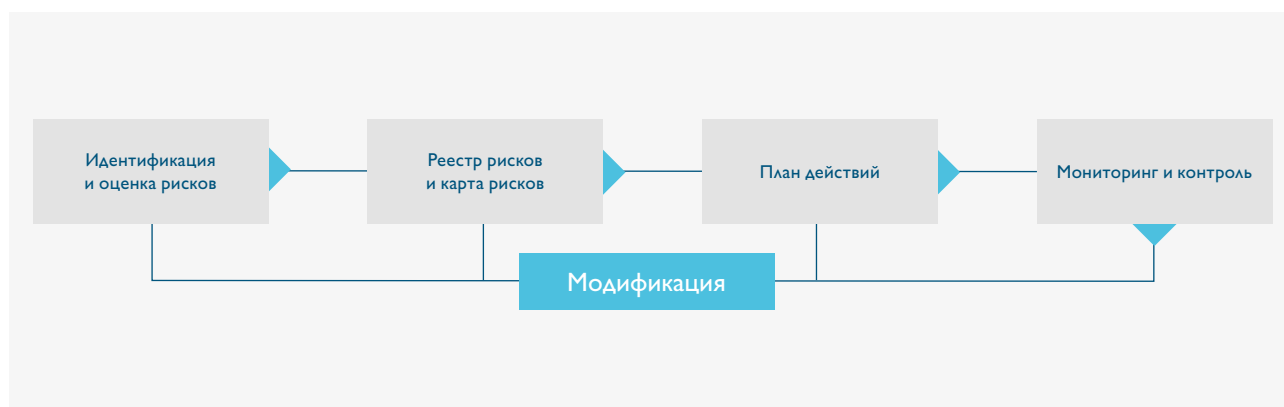 Идентификация
и оценка рисков
Реестр рисков
и карта рисков
План действий
Мониторинг и контроль
Модификация